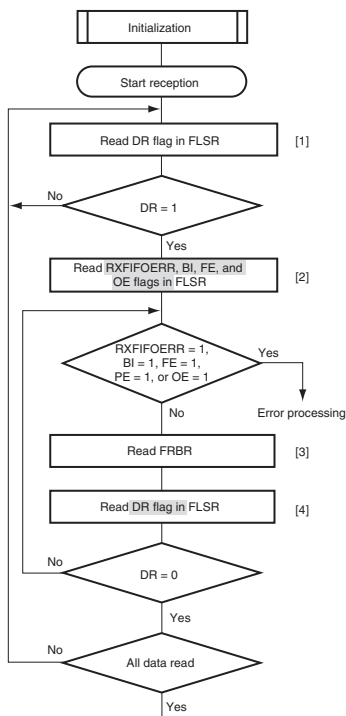 Initialization
Start reception
Read DR flag in FLSR
[1]
No
DR = 1
Yes
Read RXFIFOERR, BI, FE, and
OE flags in FLSR
[2]
RXFIFOERR = 1,
BI = 1, FE = 1,
PE = 1, or OE = 1
Yes
Error processing
No
Read FRBR
[3]
Read DR flag in FLSR
[4]
No
DR = 0
Yes
No
All data read
Yes